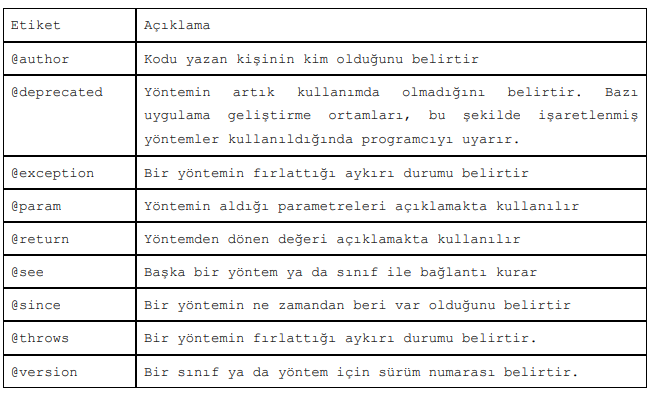 Etiket Açıklama
@author Kodu yazan kişinin kim olduğunu belirtir
@deprecated Yöntemin artık kullanımda olmadığını belirtir. Bazı
uygulama geliştirme ortamları, bu şekilde işaretlenmiş
yöntemler kullanıldığında programcıyı uyarır.
@exception Bir yöntemin fırlattığı aykırı durumu belirtir
@param Yöntemin aldığı parametreleri açıklamakta kullanılır
@return Yöntemden dönen değeri açıklamakta kullanılır
@see Başka bir yöntem ya da sınıf ile bağlantı kurar
@since Bir yöntemin ne zamandan beri var olduğunu belirtir
@throws Bir yöntemin fırlattığı aykırı durumu belirtir.
@version Bir sınıf ya da yöntem için sürüm numarası belirtir.